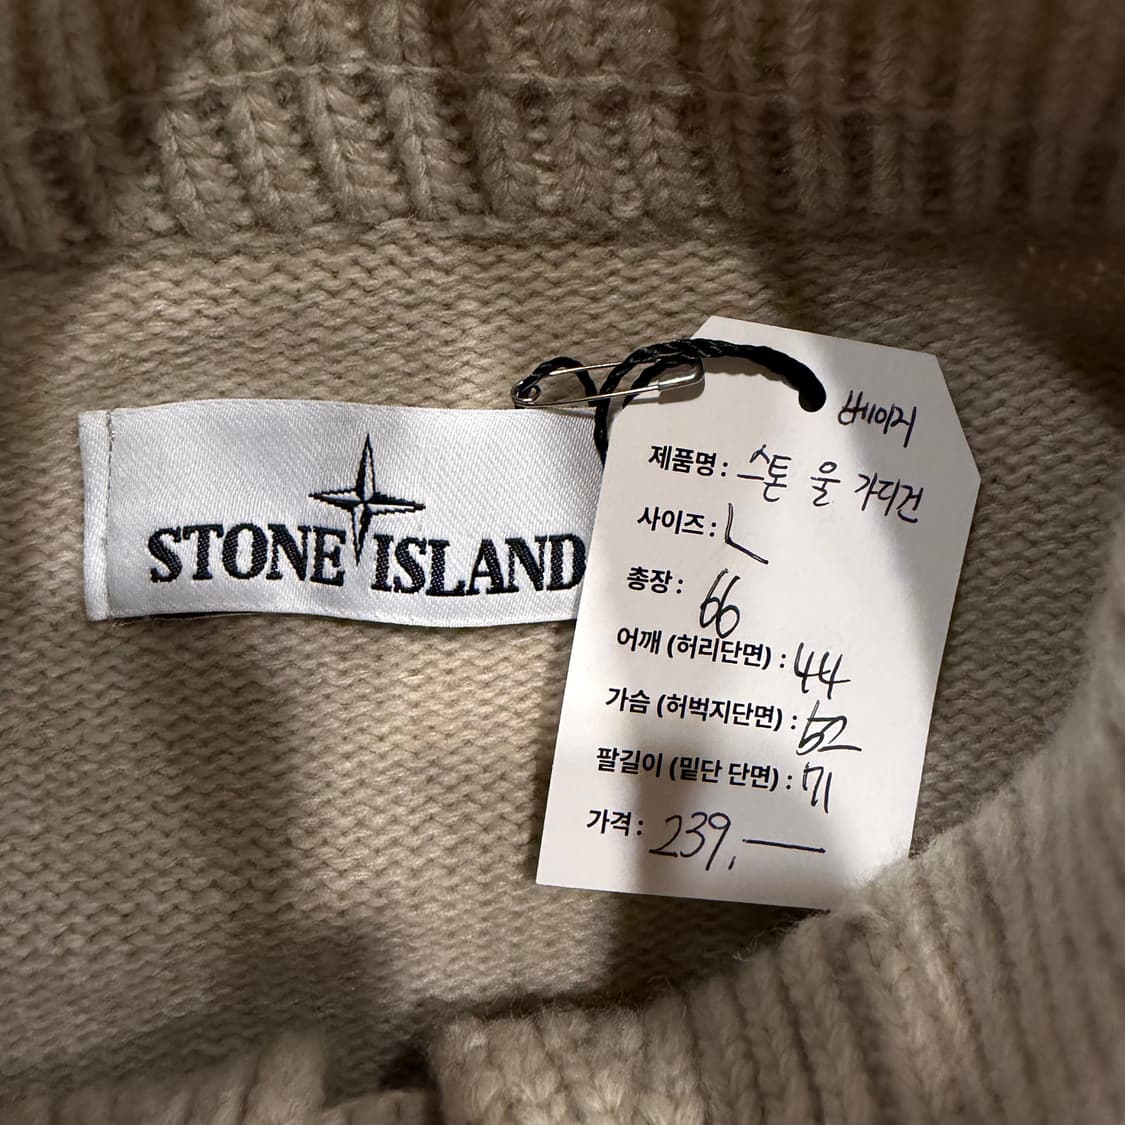 STONE ISLAND
베이지
제품명 : 스톤 울 가디건
사이즈 : L
총장 : 66
어깨 (허리단면) : 44
가슴 (허벅지단면) : 52
팔길이 (밑단 단면) : 71
가격 : 239,—